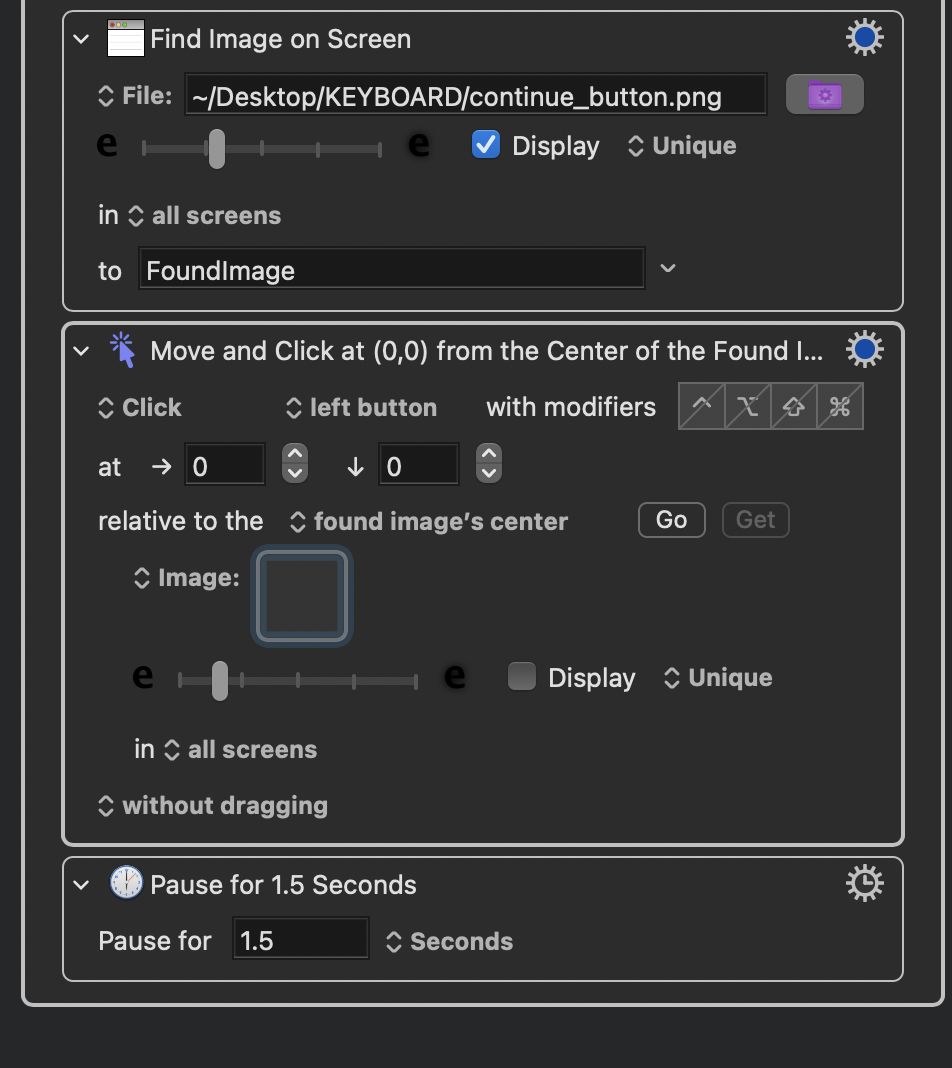 Find Image on Screen
File: ~/Desktop/KEYBOARD/continue_button.png
e e Display Unique
in all screens
to FoundImage
Move and Click at (0,0) from the Center of the Found I...
Click left button with modifiers ^ ⌥ ⇧ ⌘
at → 0 ↓ 0
relative to the found image's center Go Get
Image:
e e Display Unique
in all screens
without dragging
Pause for 1.5 Seconds
Pause for 1.5 Seconds